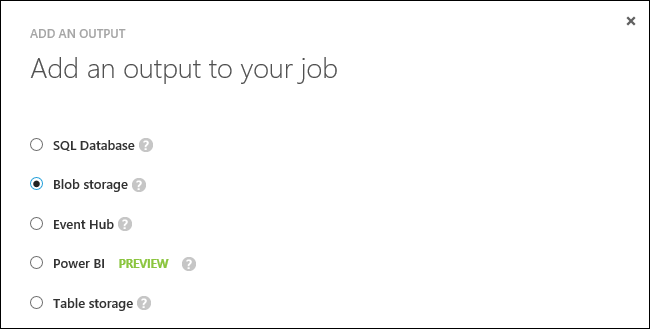 ADD AN OUTPUT
Add an output to your job
SQL Database ?
Blob storage ?
Event Hub ?
Power BI PREVIEW ?
Table storage ?